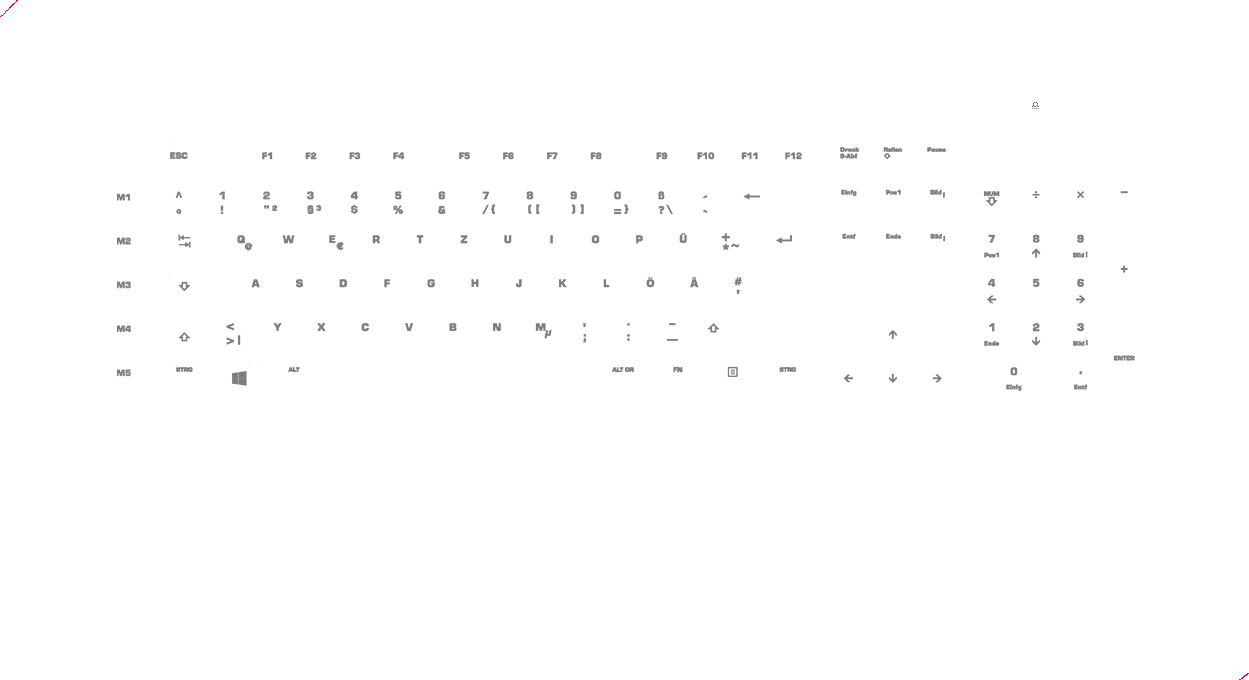 ESC F1 F2 F3 F4 F5 F6 F7 F8 F9 F10 F11 F12 Druck Rollen Pause
S-Abf
M1 ^ 1 2 3 4 5 6 7 8 9 0 ß ← Einfg Pos1 Bild NUM ÷ × −
° ! " ² § ³ $ % & / { ( [ ) ] = } ? \
M2 Q W E R T Z U I O P Ü + Entf Ende Bild 7 8 9
@ € * ~ Pos1 ↑ Bild
+
M3 A S D F G H J K L Ö Ä # 4 5 6
' ← →
M4 < Y X C V B N M ' · – 1 2 3
> | µ ; : _ ↑ Ende ↓ Bild
ENTER
M5 STRG ALT ALT GR FN STRG 0 ,
← ↓ → Einfg Entf